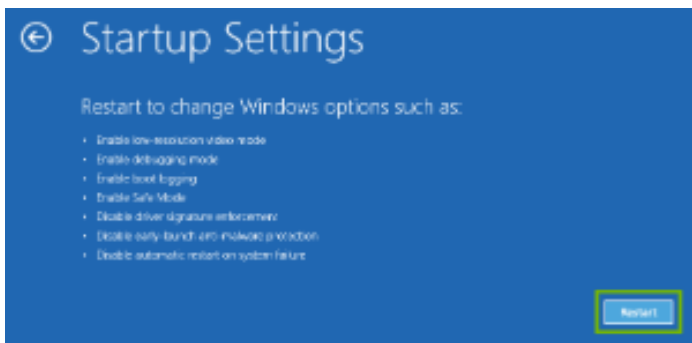 Startup Settings
Restart to change Windows options such as:
• Enable low-resolution video mode
• Enable debugging mode
• Enable boot logging
• Enable Safe Mode
• Disable driver signature enforcement
• Disable early-launch anti-malware protection
• Disable automatic restart on system failure
Restart